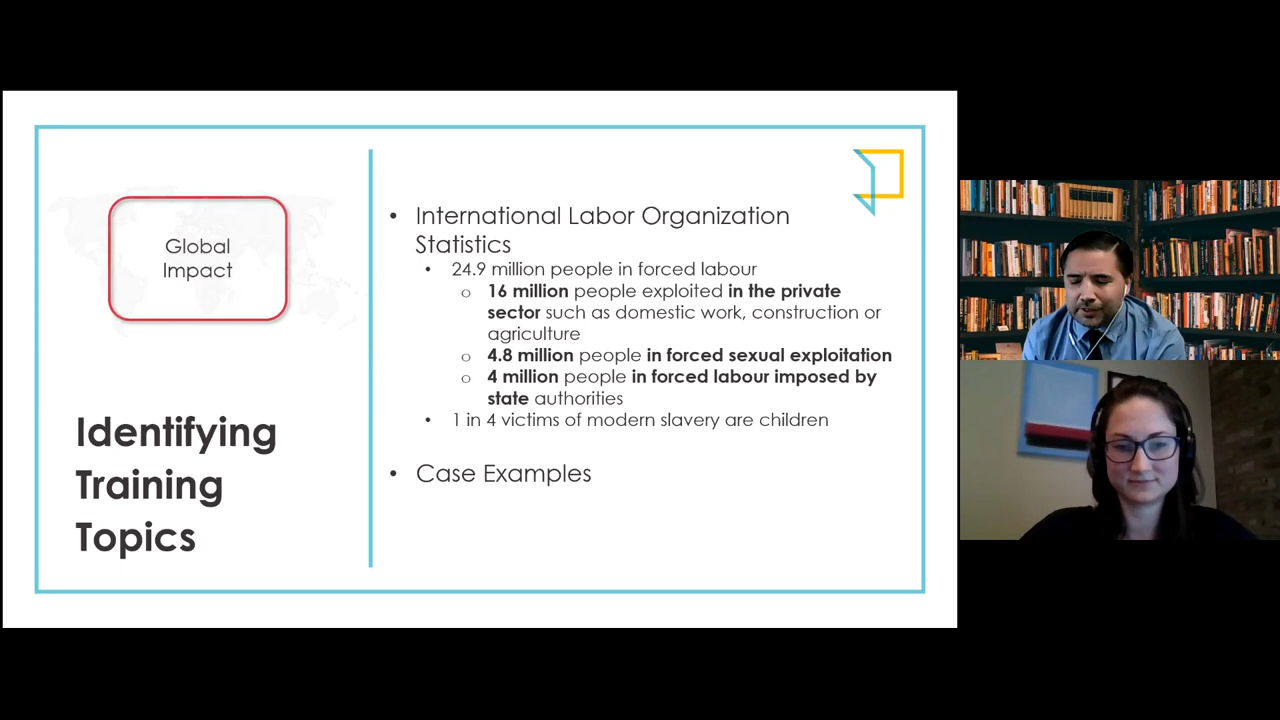 Global
Impact
Identifying
Training
Topics
• International Labor Organization
Statistics
• 24.9 million people in forced labour
o 16 million people exploited in the private
sector such as domestic work, construction or
agriculture
o 4.8 million people in forced sexual exploitation
o 4 million people in forced labour imposed by
state authorities
• 1 in 4 victims of modern slavery are children
• Case Examples